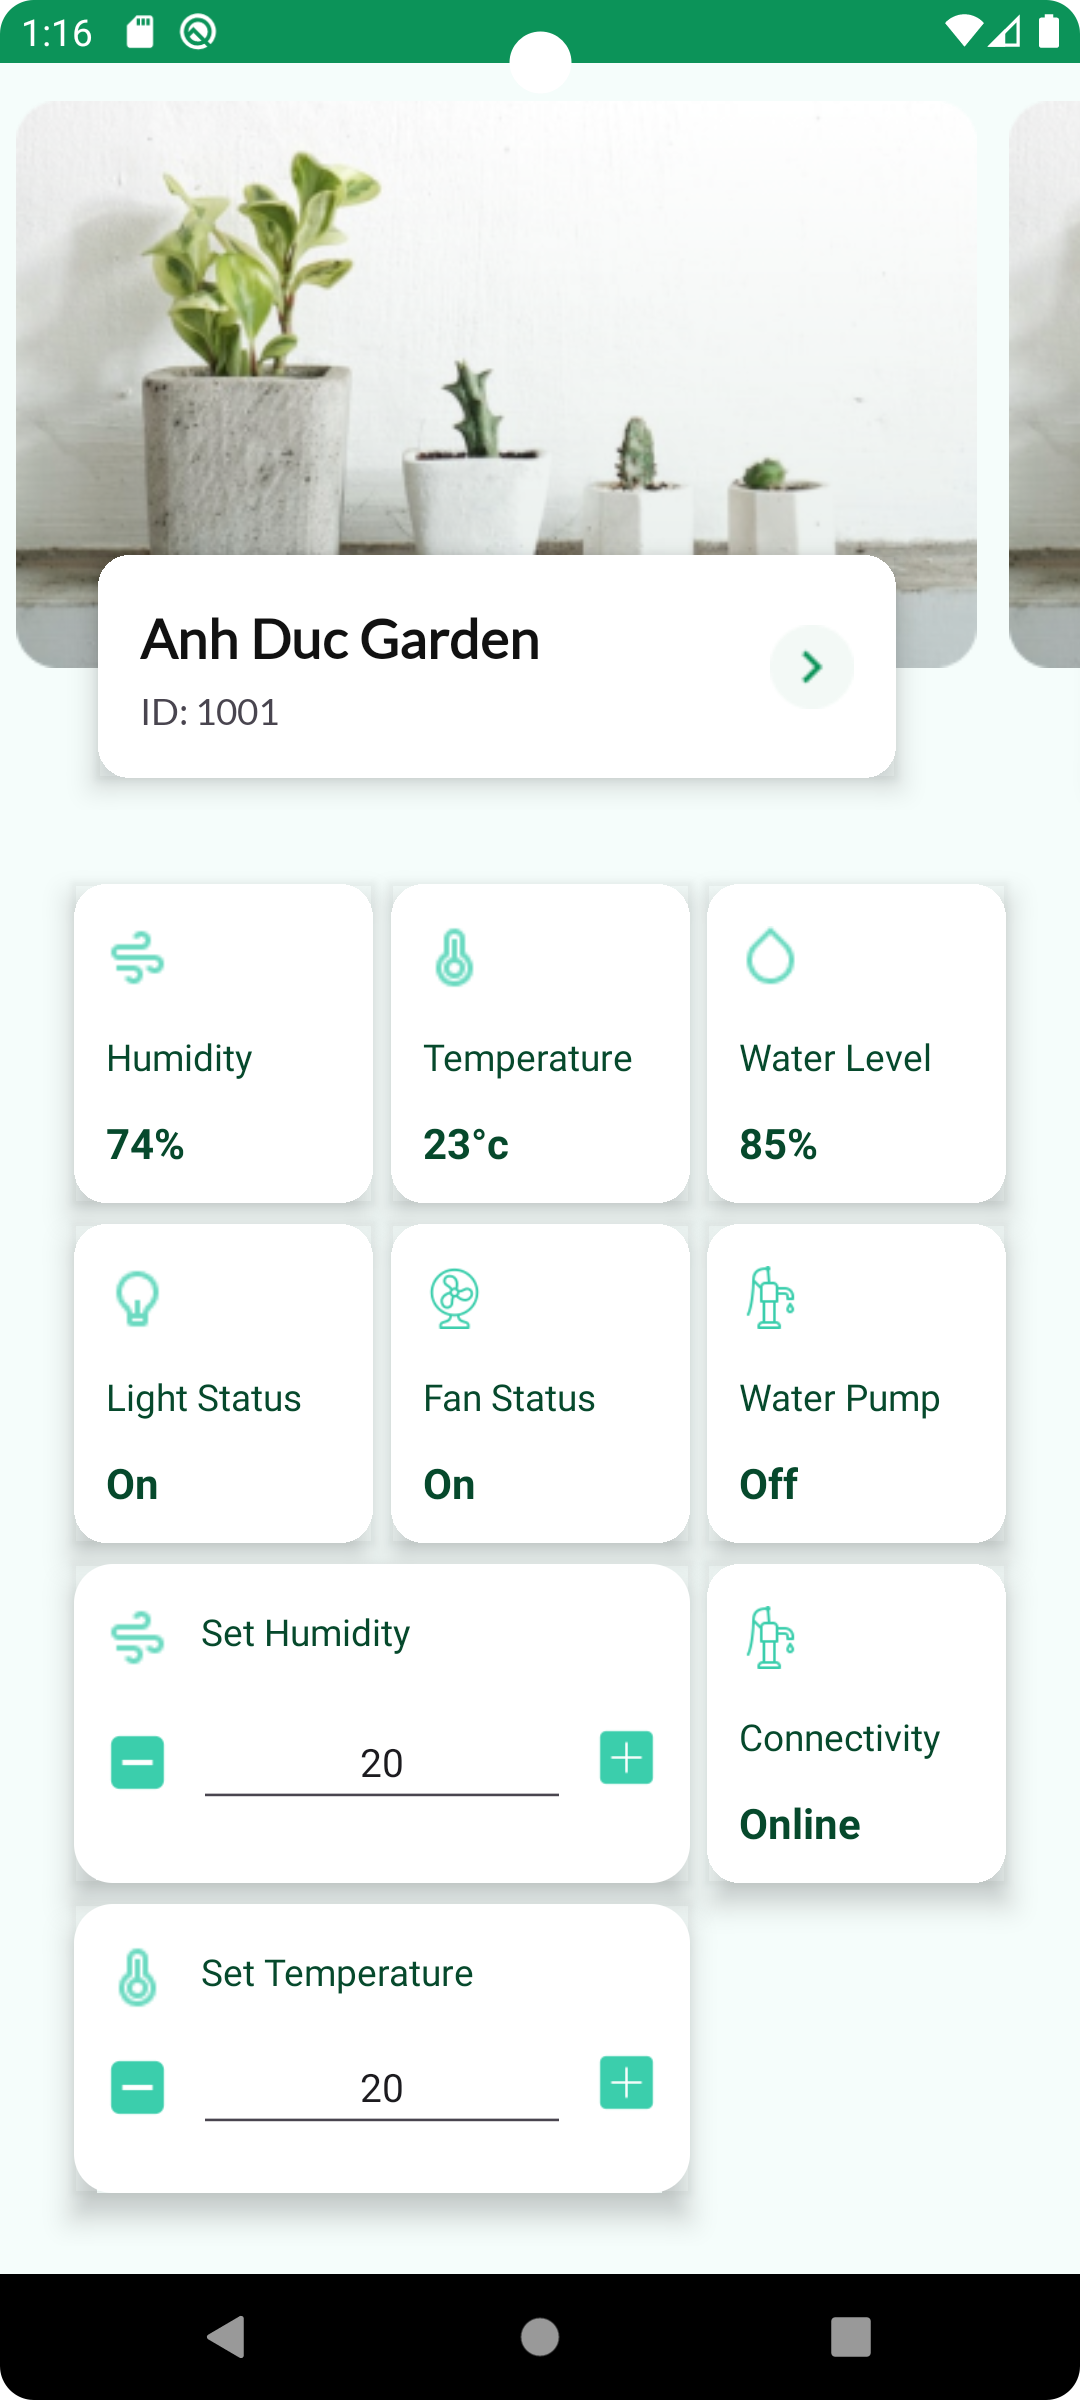 1:16
Anh Duc Garden
ID: 1001
Humidity
74%
Temperature
23°c
Water Level
85%
Light Status
On
Fan Status
On
Water Pump
Off
Set Humidity
20
Connectivity
Online
Set Temperature
20